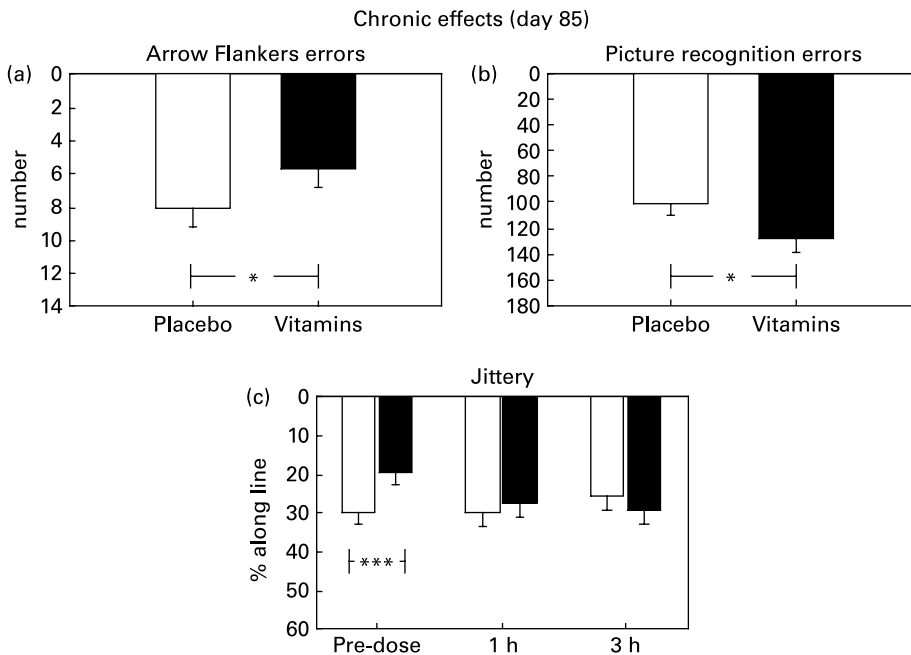 Chronic effects (day 85)
Arrow Flankers errors
(a)
0
2
4
6
8
10
12
14
number
*
Placebo
Vitamins
Picture recognition errors
(b)
0
20
40
60
80
100
120
140
160
180
number
*
Placebo
Vitamins
Jittery
(c)
0
10
20
30
40
50
60
% along line
***
Pre-dose
1 h
3 h